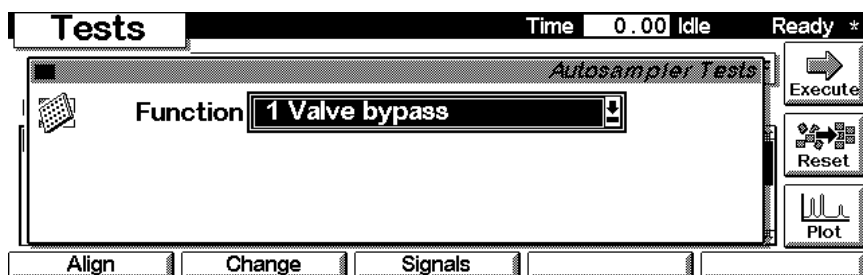 Tests Time 0.00 Idle Ready *
Autosampler Tests
Execute
Function 1 Valve bypass
Reset
Plot
Align Change Signals